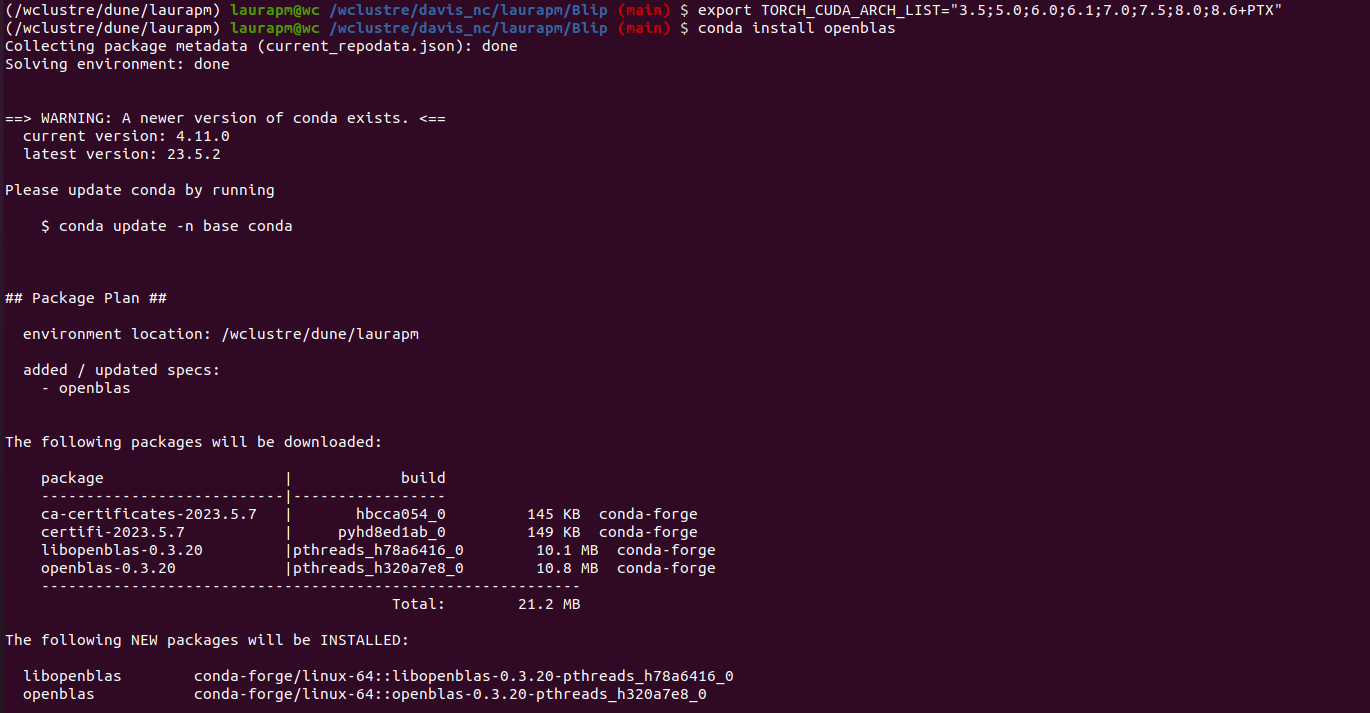 (/wclustre/dune/laurapm) laurapm@wc /wclustre/davis_nc/laurapm/Blip (main) $ export TORCH_CUDA_ARCH_LIST="3.5;5.0;6.0;6.1;7.0;7.5;8.0;8.6+PTX"
(/wclustre/dune/laurapm) laurapm@wc /wclustre/davis_nc/laurapm/Blip (main) $ conda install openblas
Collecting package metadata (current_repodata.json): done
Solving environment: done
==> WARNING: A newer version of conda exists. <==
  current version: 4.11.0
  latest version: 23.5.2
Please update conda by running
    $ conda update -n base conda
## Package Plan ##
  environment location: /wclustre/dune/laurapm
  added / updated specs:
    - openblas
The following packages will be downloaded:
    package                    |            build
    ---------------------------|-----------------
    ca-certificates-2023.5.7   |       hbcca054_0         145 KB  conda-forge
    certifi-2023.5.7           |     pyhd8ed1ab_0         149 KB  conda-forge
    libopenblas-0.3.20         |pthreads_h78a6416_0        10.1 MB  conda-forge
    openblas-0.3.20            |pthreads_h320a7e8_0        10.8 MB  conda-forge
    ------------------------------------------------------------
                                           Total:        21.2 MB
The following NEW packages will be INSTALLED:
  libopenblas        conda-forge/linux-64::libopenblas-0.3.20-pthreads_h78a6416_0
  openblas           conda-forge/linux-64::openblas-0.3.20-pthreads_h320a7e8_0